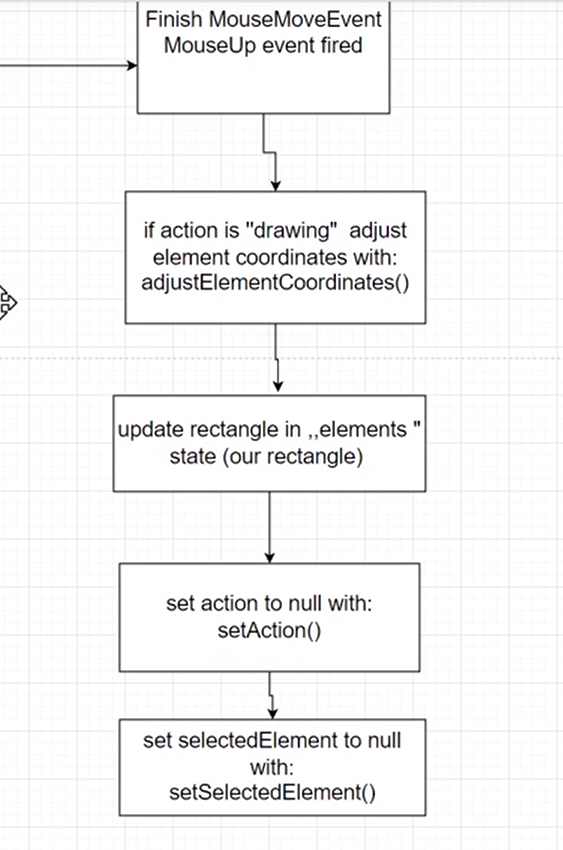 Finish MouseMoveEvent
MouseUp event fired
if action is "drawing"  adjust
element coordinates with:
adjustElementCoordinates()
update rectangle in ,,elements "
state (our rectangle)
set action to null with:
setAction()
set selectedElement to null
with:
setSelectedElement()